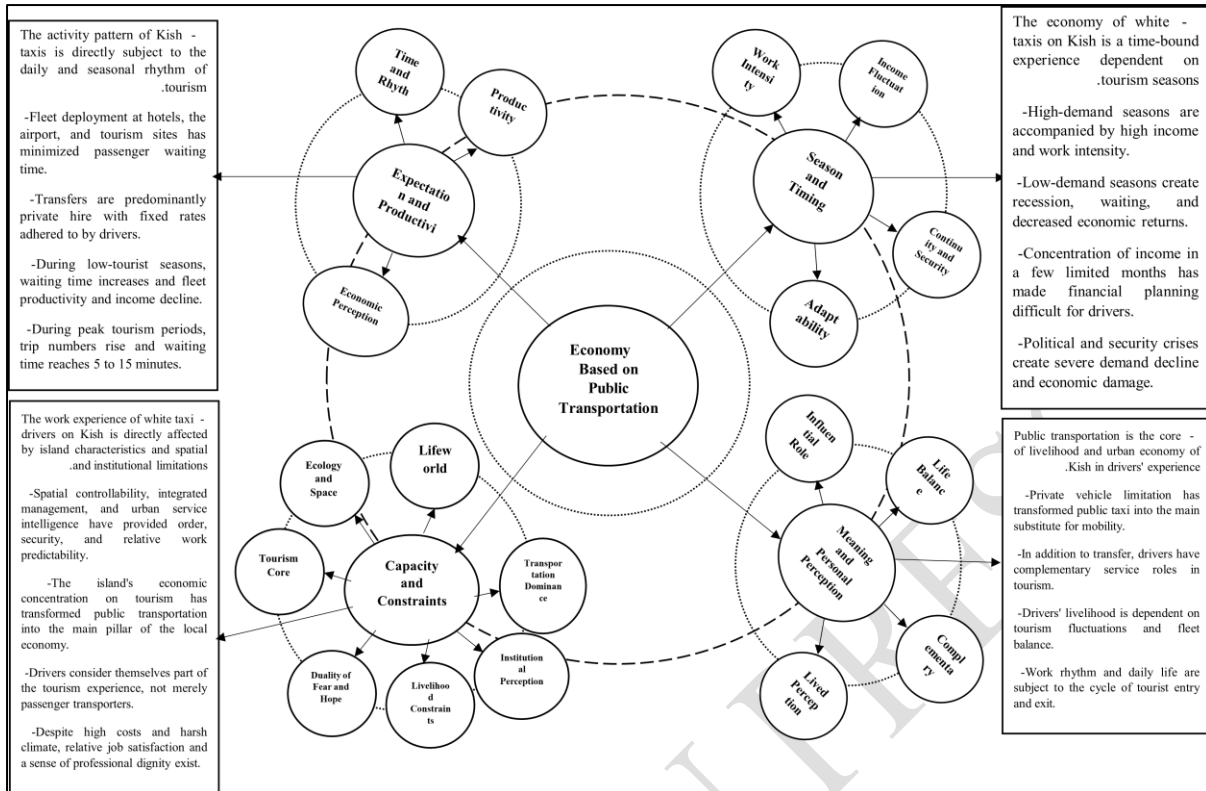 The activity pattern of Kish -
taxis is directly subject to the
daily and seasonal rhythm of
.tourism
-Fleet deployment at hotels, the
airport, and tourism sites has
minimized passenger waiting
time.
-Transfers are predominantly
private hire with fixed rates
adhered to by drivers.
-During low-tourist seasons,
waiting time increases and fleet
productivity and income decline.
-During peak tourism periods,
trip numbers rise and waiting
time reaches 5 to 15 minutes.
Time
and
Rhyth
Produc
tivity
Expectatio
n and
Productivi
Economic
Perception
Work
Intensi
ty
Income
Fluctuat
ion
Season
and
Timing
Continu
ity and
Security
Adapt
ability
The economy of white -
taxis on Kish is a time-bound
experience dependent on
.tourism seasons
-High-demand seasons are
accompanied by high income
and work intensity.
-Low-demand seasons create
recession, waiting, and
decreased economic returns.
-Concentration of income in
a few limited months has
made financial planning
difficult for drivers.
-Political and security crises
create severe demand decline
and economic damage.
Economy
Based on
Public
Transportation
The work experience of white taxi -
drivers on Kish is directly affected
by island characteristics and spatial
.and institutional limitations
-Spatial controllability, integrated
management, and urban service
intelligence have provided order,
security, and relative work
predictability.
-The island's economic
concentration on tourism has
transformed public transportation
into the main pillar of the local
economy.
-Drivers consider themselves part
of the tourism experience, not merely
passenger transporters.
-Despite high costs and harsh
climate, relative job satisfaction and
a sense of professional dignity exist.
Ecology
and
Space
Lifew
orld
Tourism
Core
Capacity
and
Constraints
Transpor
tation
Dominan
ce
Duality of
Fear and
Hope
Livelihoo
d
Constrai
nts
Institution
al
Perception
Influen
tial
Role
Life
Balanc
e
Meaning
and
Personal
Perception
Lived
Percep
tion
Compl
ementa
ry
Public transportation is the core -
of livelihood and urban economy of
.Kish in drivers' experience
-Private vehicle limitation has
transformed public taxi into the main
substitute for mobility.
-In addition to transfer, drivers have
complementary service roles in
tourism.
-Drivers' livelihood is dependent on
tourism fluctuations and fleet
balance.
-Work rhythm and daily life are
subject to the cycle of tourist entry
and exit.